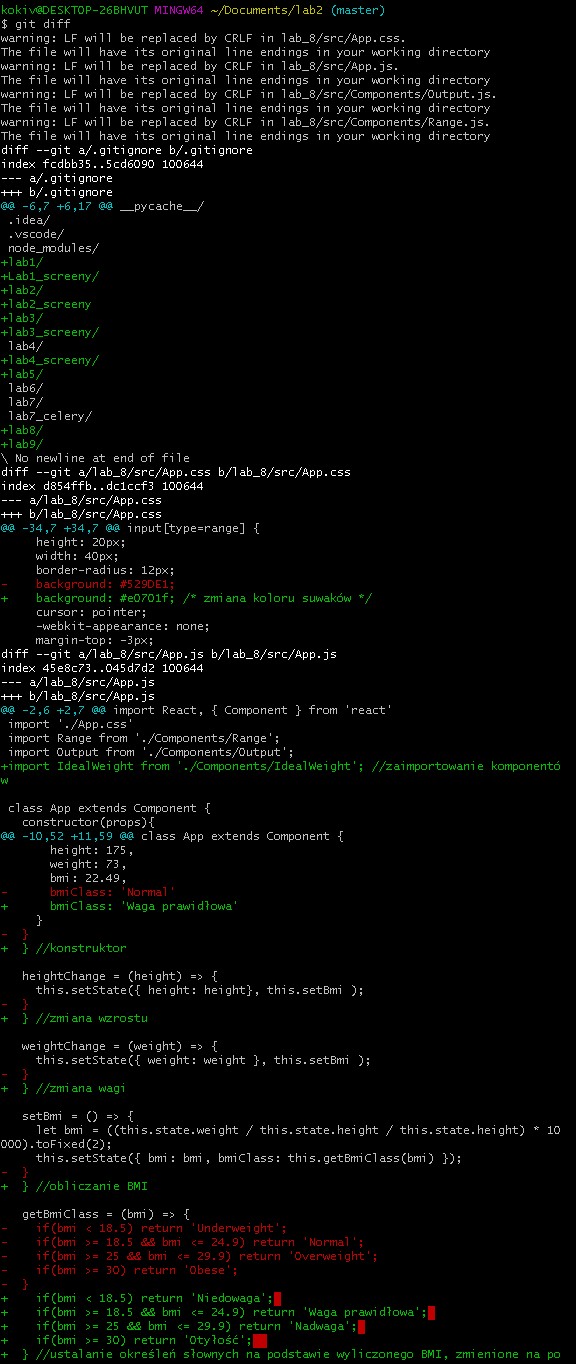 kokiv@DESKTOP-26BHVUT MINGW64 ~/Documents/lab2 (master)
$ git diff
warning: LF will be replaced by CRLF in lab_8/src/App.css.
The file will have its original line endings in your working directory
warning: LF will be replaced by CRLF in lab_8/src/App.js.
The file will have its original line endings in your working directory
warning: LF will be replaced by CRLF in lab_8/src/Components/Output.js.
The file will have its original line endings in your working directory
warning: LF will be replaced by CRLF in lab_8/src/Components/Range.js.
The file will have its original line endings in your working directory
diff --git a/.gitignore b/.gitignore
index fcdbb35..5cd6090 100644
--- a/.gitignore
+++ b/.gitignore
@@ -6,7 +6,17 @@ __pycache__/
 .idea/
 .vscode/
 node_modules/
+lab1/
+Lab1_screeny/
+lab2/
+lab2_screeny
+lab3/
+lab3_screeny/
 lab4/
+lab4_screeny/
+lab5/
 lab6/
 lab7/
 lab7_celery/
+lab8/
+lab9/
\ No newline at end of file
diff --git a/lab_8/src/App.css b/lab_8/src/App.css
index d854ffb..dc1ccf3 100644
--- a/lab_8/src/App.css
+++ b/lab_8/src/App.css
@@ -34,7 +34,7 @@ input[type=range] {
     height: 20px;
     width: 40px;
     border-radius: 12px;
-    background: #529DE1;
+    background: #e0701f; /* zmiana koloru suwaków */
     cursor: pointer;
     -webkit-appearance: none;
     margin-top: -3px;
diff --git a/lab_8/src/App.js b/lab_8/src/App.js
index 45e8c73..045d7d2 100644
--- a/lab_8/src/App.js
+++ b/lab_8/src/App.js
@@ -2,6 +2,7 @@ import React, { Component } from 'react'
 import './App.css'
 import Range from './Components/Range';
 import Output from './Components/Output';
+import IdealWeight from './Components/IdealWeight'; //zaimportowanie komponentó
w

 class App extends Component {
   constructor(props){
@@ -10,52 +11,59 @@ class App extends Component {
       height: 175,
       weight: 73,
       bmi: 22.49,
-      bmiClass: 'Normal'
+      bmiClass: 'Waga prawidłowa'
     }
-  }
+  } //konstruktor

   heightChange = (height) => {
     this.setState({ height: height}, this.setBmi );
-  }
+  } //zmiana wzrostu

   weightChange = (weight) => {
     this.setState({ weight: weight }, this.setBmi );
-  }
+  } //zmiana wagi

   setBmi = () => {
     let bmi = ((this.state.weight / this.state.height / this.state.height) * 10
000).toFixed(2);
     this.setState({ bmi: bmi, bmiClass: this.getBmiClass(bmi) });
-  }
+  } //obliczanie BMI

   getBmiClass = (bmi) => {
-    if(bmi < 18.5) return 'Underweight';
-    if(bmi >= 18.5 && bmi <= 24.9) return 'Normal';
-    if(bmi >= 25 && bmi <= 29.9) return 'Overweight';
-    if(bmi >= 30) return 'Obese';
-  }
+    if(bmi < 18.5) return 'Niedowaga';
+    if(bmi >= 18.5 && bmi <= 24.9) return 'Waga prawidłowa';
+    if(bmi >= 25 && bmi <= 29.9) return 'Nadwaga';
+    if(bmi >= 30) return 'Otyłość';
+  } //ustalanie określeń słownych na podstawie wyliczonego BMI, zmienione na po